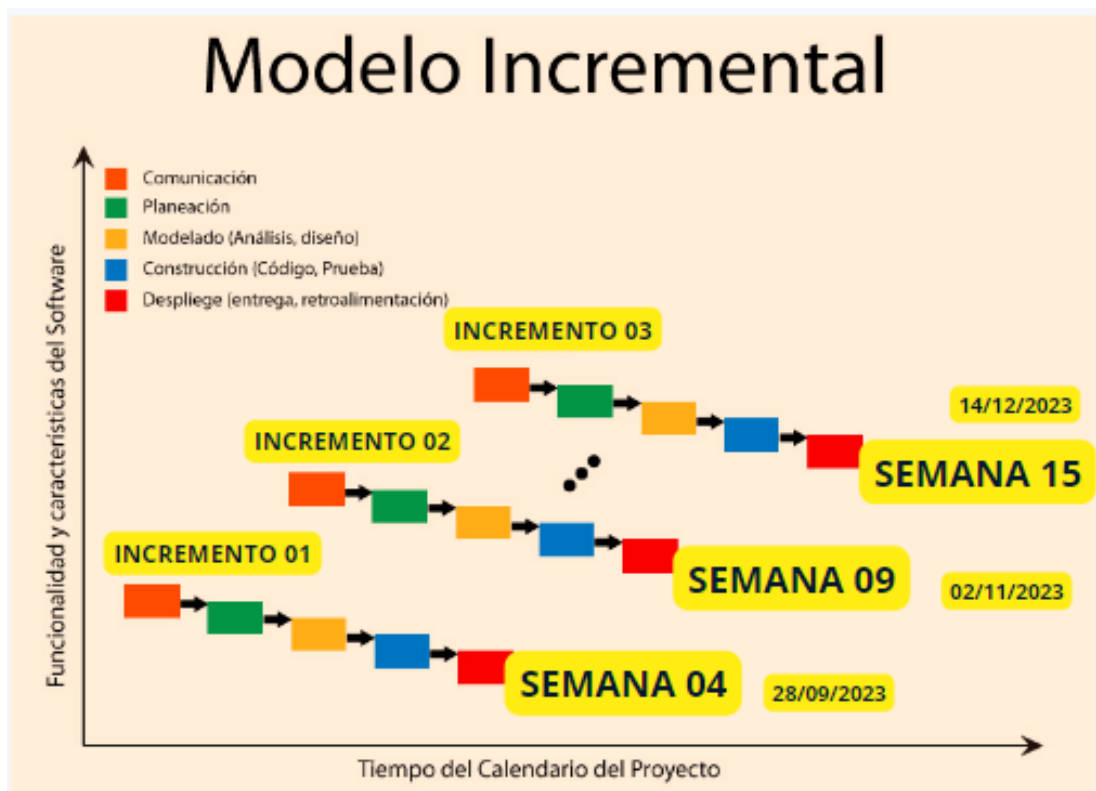 Modelo Incremental
Comunicación
Planeación
Modelado (Análisis, diseño)
Construcción (Código, Prueba)
Despliege (entrega, retroalimentación)
Funcionalidad y características del Software
INCREMENTO 03
14/12/2023
SEMANA 15
INCREMENTO 02
SEMANA 09
02/11/2023
INCREMENTO 01
SEMANA 04
28/09/2023
Tiempo del Calendario del Proyecto